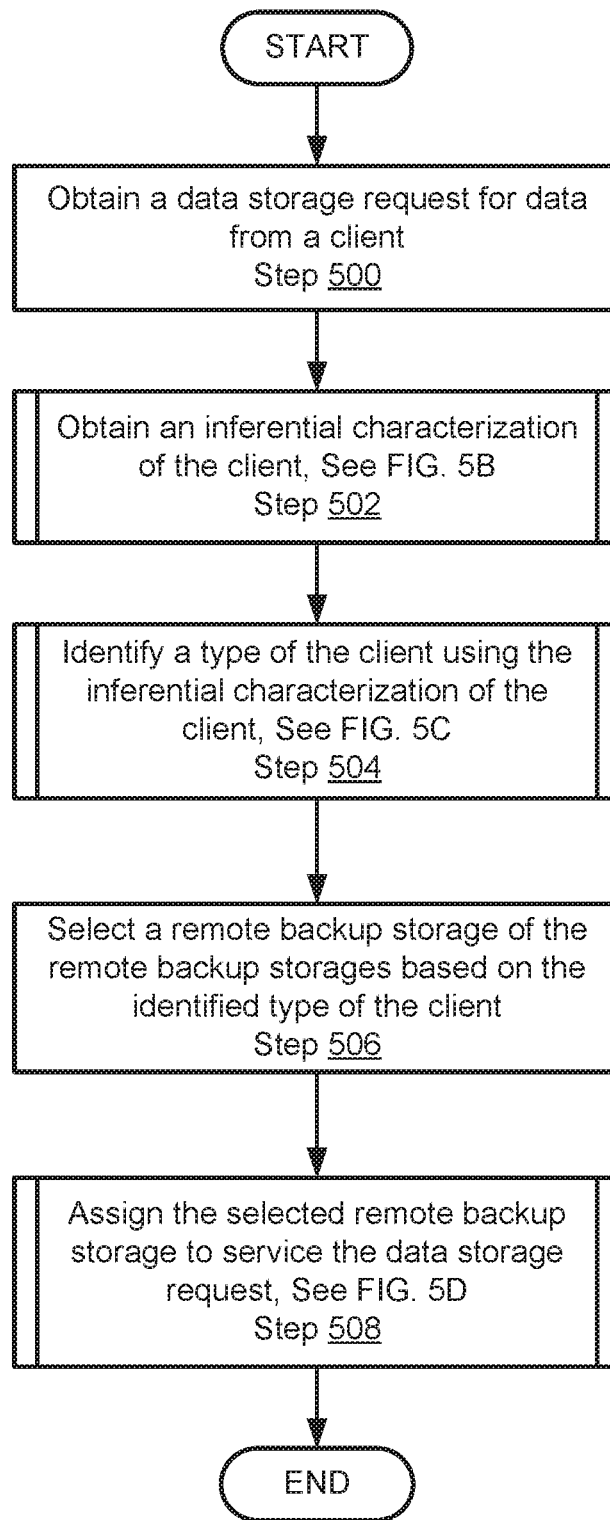 START
Obtain a data storage request for data
from a client
Step 500
Obtain an inferential characterization
of the client, See FIG. 5B
Step 502
Identify a type of the client using the
inferential characterization of the
client, See FIG. 5C
Step 504
Select a remote backup storage of the
remote backup storages based on the
identified type of the client
Step 506
Assign the selected remote backup
storage to service the data storage
request, See FIG. 5D
Step 508
END